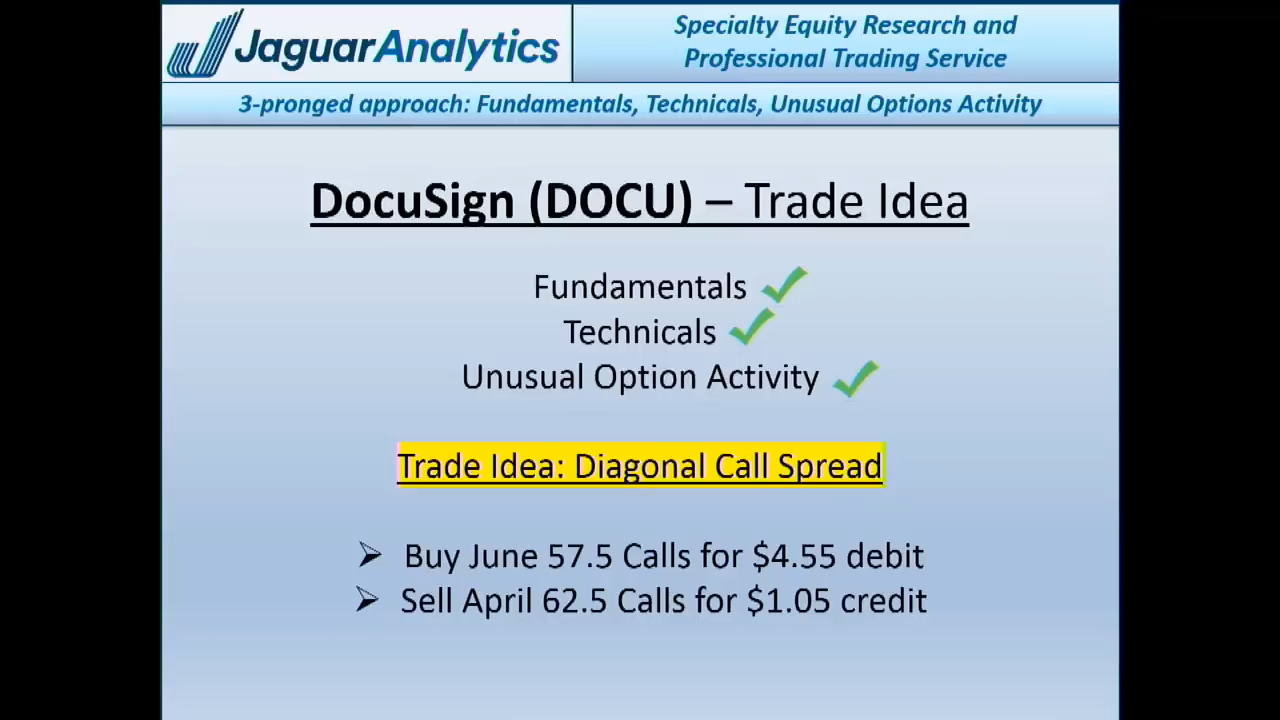 JaguarAnalytics
Specialty Equity Research and
Professional Trading Service
3-pronged approach: Fundamentals, Technicals, Unusual Options Activity
DocuSign (DOCU) – Trade Idea
Fundamentals
Technicals
Unusual Option Activity
Trade Idea: Diagonal Call Spread
Buy June 57.5 Calls for $4.55 debit
Sell April 62.5 Calls for $1.05 credit